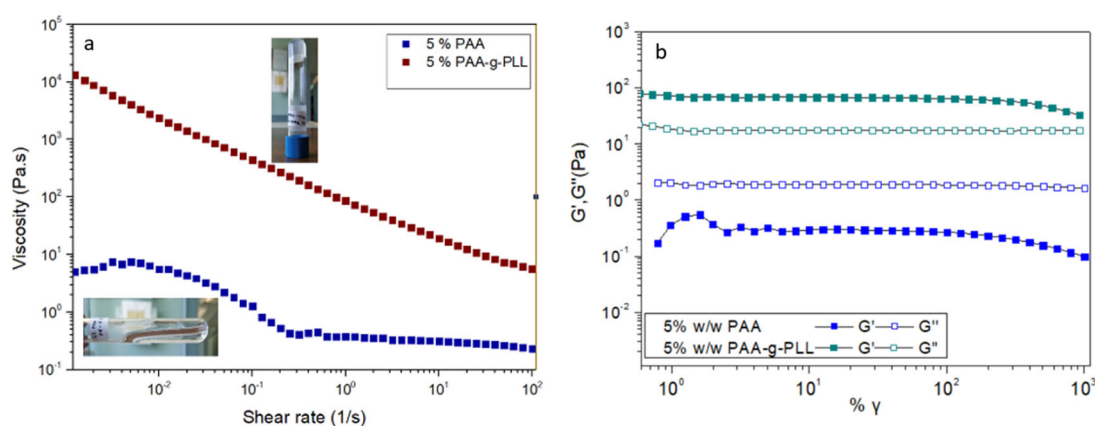 a
5 % PAA
5 % PAA-g-PLL
Viscosity (Pa.s)
10⁵
10⁴
10³
10²
10¹
10⁰
10⁻¹
10⁻² 10⁻¹ 10⁰ 10¹ 10²
Shear rate (1/s)
b
G',G''(Pa)
10³
10²
10¹
10⁰
10⁻¹
10⁻²
5% w/w PAA G' G''
5% w/w PAA-g-PLL G' G''
10⁰ 10¹ 10² 10³
% γ